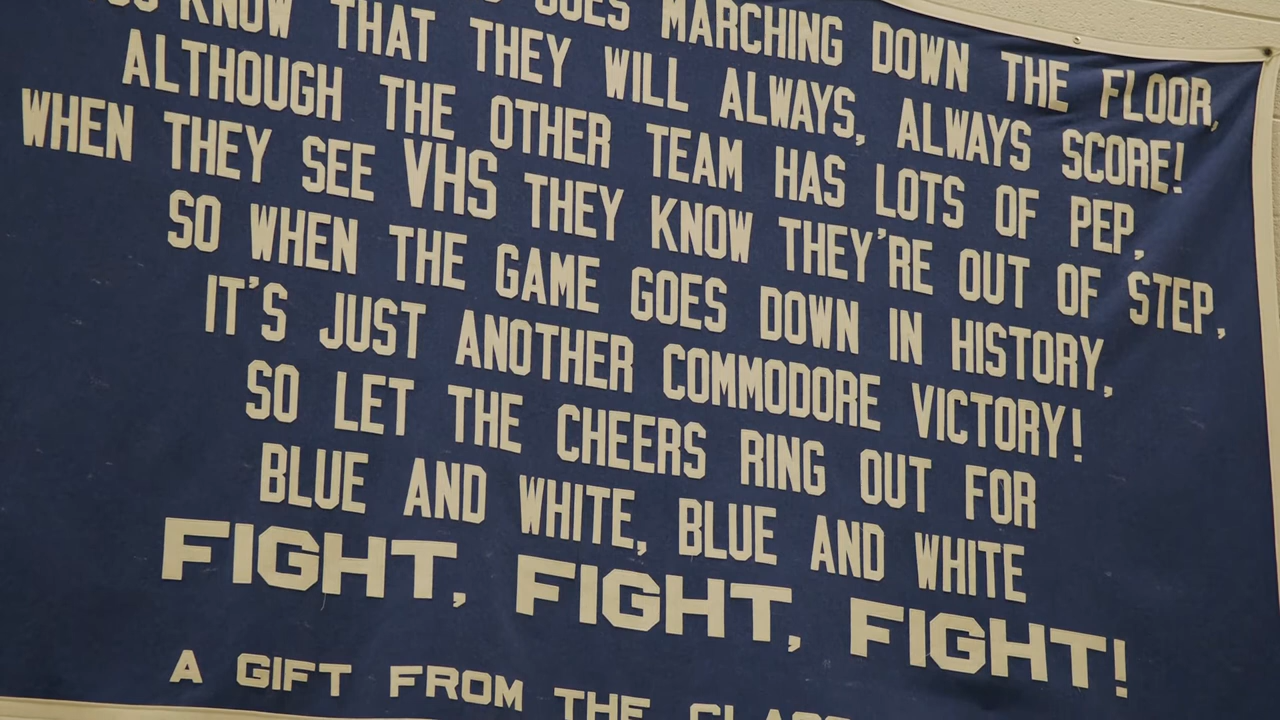 GOES MARCHING DOWN THE FLOOR,
KNOW THAT THEY WILL ALWAYS, ALWAYS SCORE!
ALTHOUGH THE OTHER TEAM HAS LOTS OF PEP,
WHEN THEY SEE VHS THEY KNOW THEY'RE OUT OF STEP,
SO WHEN THE GAME GOES DOWN IN HISTORY,
IT'S JUST ANOTHER COMMODORE VICTORY!
SO LET THE CHEERS RING OUT FOR
BLUE AND WHITE, BLUE AND WHITE
FIGHT, FIGHT, FIGHT!
A GIFT FROM THE CLASS